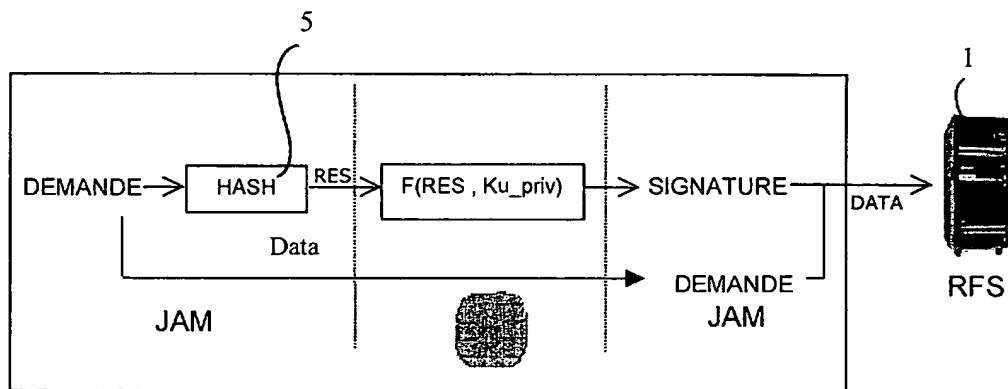 5
1
DEMANDE
HASH
RES
F(RES , Ku_priv)
SIGNATURE
DATA
Data
DEMANDE
RFS
JAM
JAM